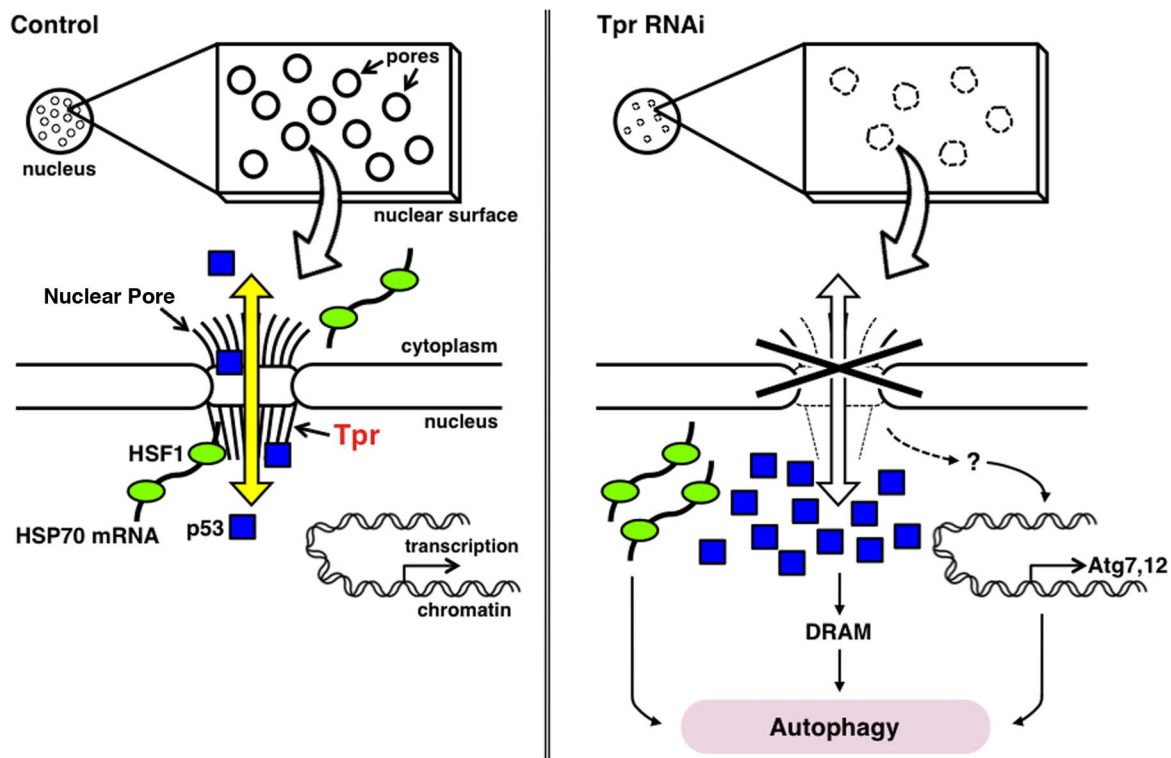 Control
pores
nucleus
nuclear surface
Nuclear Pore
cytoplasm
nucleus
Tpr
HSF1
HSP70 mRNA
p53
transcription
chromatin
Tpr RNAi
?
Atg7,12
DRAM
Autophagy